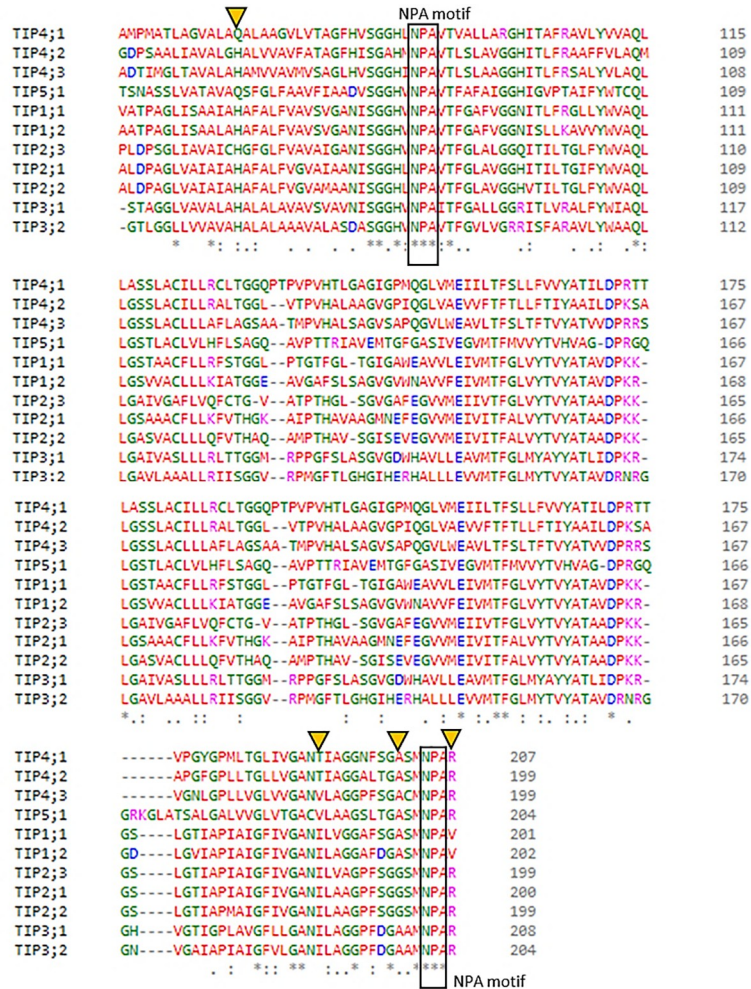 NPA motif
TIP4;1 AMPMATLAGVALAQALAAGVLVTAGFHVSGGHLNPAVTVALLARGHITAFRAVLYVVAQL 115
TIP4;2 GDPSAALIAVALGHALVVAVFATAGFHISGAHMNPAVTLSLAVGGHITLFRAAFFVLAQM 109
TIP4;3 ADTIMGLTAVALAHAMVVAVMVSAGLHVSGGHINPAVTLSLAAGGHITLFRSALYVLAQL 108
TIP5;1 TSNASSLVATAVAQSFGLFAAVFIAADVSGGHVNPAVTFAFAIGGHIGVPTAIFYWTCQL 109
TIP1;1 VATPAGLISAAIAHAFALFVAVSVGANISGGHVNPAVTFGAFVGGNITLFRGLLYWVAQL 111
TIP1;2 AATPAGLISAALAHALALFVAVSVGANISGGHVNPAVTFGAFVGGNISLLKAVVYWVAQL 111
TIP2;3 PLDPSGLIAVAICHGFGLFVAVAIGANISGGHVNPAVTFGLALGGQITILTGLFYWVAQL 110
TIP2;1 ALDPAGLVAIAIAHAFALFVGVAIAANISGGHLNPAVTFGLAVGGHITILTGIFYWVAQL 109
TIP2;2 ALDPAGLVAIAIAHAFALFVGVAMAANISGGHLNPAVTFGLAVGGHVTILTGLFYWVAQL 109
TIP3;1 -STAGGLVAVALAHALALAVAVSVAVNISGGHVNPAITFGALLGGRITLVRALFYWIAQL 117
TIP3;2 -GTLGGLVVVALAHALALAVAVALASDASGGHVNPAVTFGVLVGRRISFARAVLYWAAQL 112
TIP4;1 LASSLACILLRCLTGGQPTPVPVHTLGAGIGPMQGLVMEIILTFSLLFVVYATILDPRTT 175
TIP4;2 LGSSLACILLRALTGGL--VTPVHALAAGVGPIQGLVAEVVFTFTLLFTIYAAILDPKSA 167
TIP4;3 LGSSLACLLLAFLAGSAA-TMPVHALSAGVSAPQGLVWEAVLTFSLTFTVYATVVDPRRS 167
TIP5;1 LGSTLACLVLHFLSAGQ--AVPTTRIAVEMTGFGASIVEGVMTFMVVYTVHVAG-DPRGQ 166
TIP1;1 LGSTAACFLLRFSTGGL--PTGTFGL-TGIGAWEAVVLEIVMTFGLVYTVYATAVDPKK- 167
TIP1;2 LGSVVACLLLKIATGGE--AVGAFSLSAGVGVWNAVVFEIVMTFGLVYTVYATAVDPKR- 168
TIP2;3 LGAIVGAFLVQFCTG-V--ATPTHGL-SGVGAFEGVVMEIIVTFGLVYTVYATAADPKK- 165
TIP2;1 LGSAAACFLLKFVTHGK--AIPTHAVAAGMNEFEGVVMEIVITFALVYTVYATAADPKK- 166
TIP2;2 LGASVACLLLQFVTHAQ--AMPTHAV-SGISEVEGVVMEIVITFALVYTVYATAADPKK- 165
TIP3;1 LGAIVASLLLRLTTGGM--RPPGFSLASGVGDWHAVLLEAVMTFGLMYAYYATLIDPKR- 174
TIP3:2 LGAVLAAALLRIISGGV--RPMGFTLGHGIHERHALLLEVVMTFGLMYTVYATAVDRNRG 170
TIP4;1 LASSLACILLRCLTGGQPTPVPVHTLGAGIGPMQGLVMEIILTFSLLFVVYATILDPRTT 175
TIP4;2 LGSSLACILLRALTGGL--VTPVHALAAGVGPIQGLVAEVVFTFTLLFTIYAAILDPKSA 167
TIP4;3 LGSSLACLLLAFLAGSAA-TMPVHALSAGVSAPQGLVWEAVLTFSLTFTVYATVVDPRRS 167
TIP5;1 LGSTLACLVLHFLSAGQ--AVPTTRIAVEMTGFGASIVEGVMTFMVVYTVHVAG-DPRGQ 166
TIP1;1 LGSTAACFLLRFSTGGL--PTGTFGL-TGIGAWEAVVLEIVMTFGLVYTVYATAVDPKK- 167
TIP1;2 LGSVVACLLLKIATGGE--AVGAFSLSAGVGVWNAVVFEIVMTFGLVYTVYATAVDPKR- 168
TIP2;3 LGAIVGAFLVQFCTG-V--ATPTHGL-SGVGAFEGVVMEIIVTFGLVYTVYATAADPKK- 165
TIP2;1 LGSAAACFLLKFVTHGK--AIPTHAVAAGMNEFEGVVMEIVITFALVYTVYATAADPKK- 166
TIP2;2 LGASVACLLLQFVTHAQ--AMPTHAV-SGISEVEGVVMEIVITFALVYTVYATAADPKK- 165
TIP3;1 LGAIVASLLLRLTTGGM--RPPGFSLASGVGDWHAVLLEAVMTFGLMYAYYATLIDPKR- 174
TIP3;2 LGAVLAAALLRIISGGV--RPMGFTLGHGIHERHALLLEVVMTFGLMYTVYATAVDRNRG 170
TIP4;1 ------VPGYGPMLTGLIVGANTIAGGNFSGASMNPAR 207
TIP4;2 ------APGFGPLLTGLLVGANTIAGGALTGASMNPAR 199
TIP4;3 ------VGNLGPLLVGLVVGANVLAGGPFSGACMNPAR 199
TIP5;1 GRKGLATSALGALVVGLVTGACVLAAGSLTGASMNPAR 204
TIP1;1 GS----LGTIAPIAIGFIVGANILVGGAFSGASMNPAV 201
TIP1;2 GD----LGVIAPIAIGFIVGANILAGGAFDGASMNPAV 202
TIP2;3 GS----LGTIAPIAIGFIVGANILVAGPFSGGSMNPAR 199
TIP2;1 GS----LGTIAPIAIGFIVGANILAAGPFSGGSMNPAR 200
TIP2;2 GS----LGTIAPMAIGFIVGANILAAGPFSGGSMNPAR 199
TIP3;1 GH----VGTIGPLAVGFLLGANILAGGPFDGAAMNPAR 208
TIP3;2 GN----VGAIAPIAIGFVLGANILAGGPFDGAAMNPAR 204
NPA motif